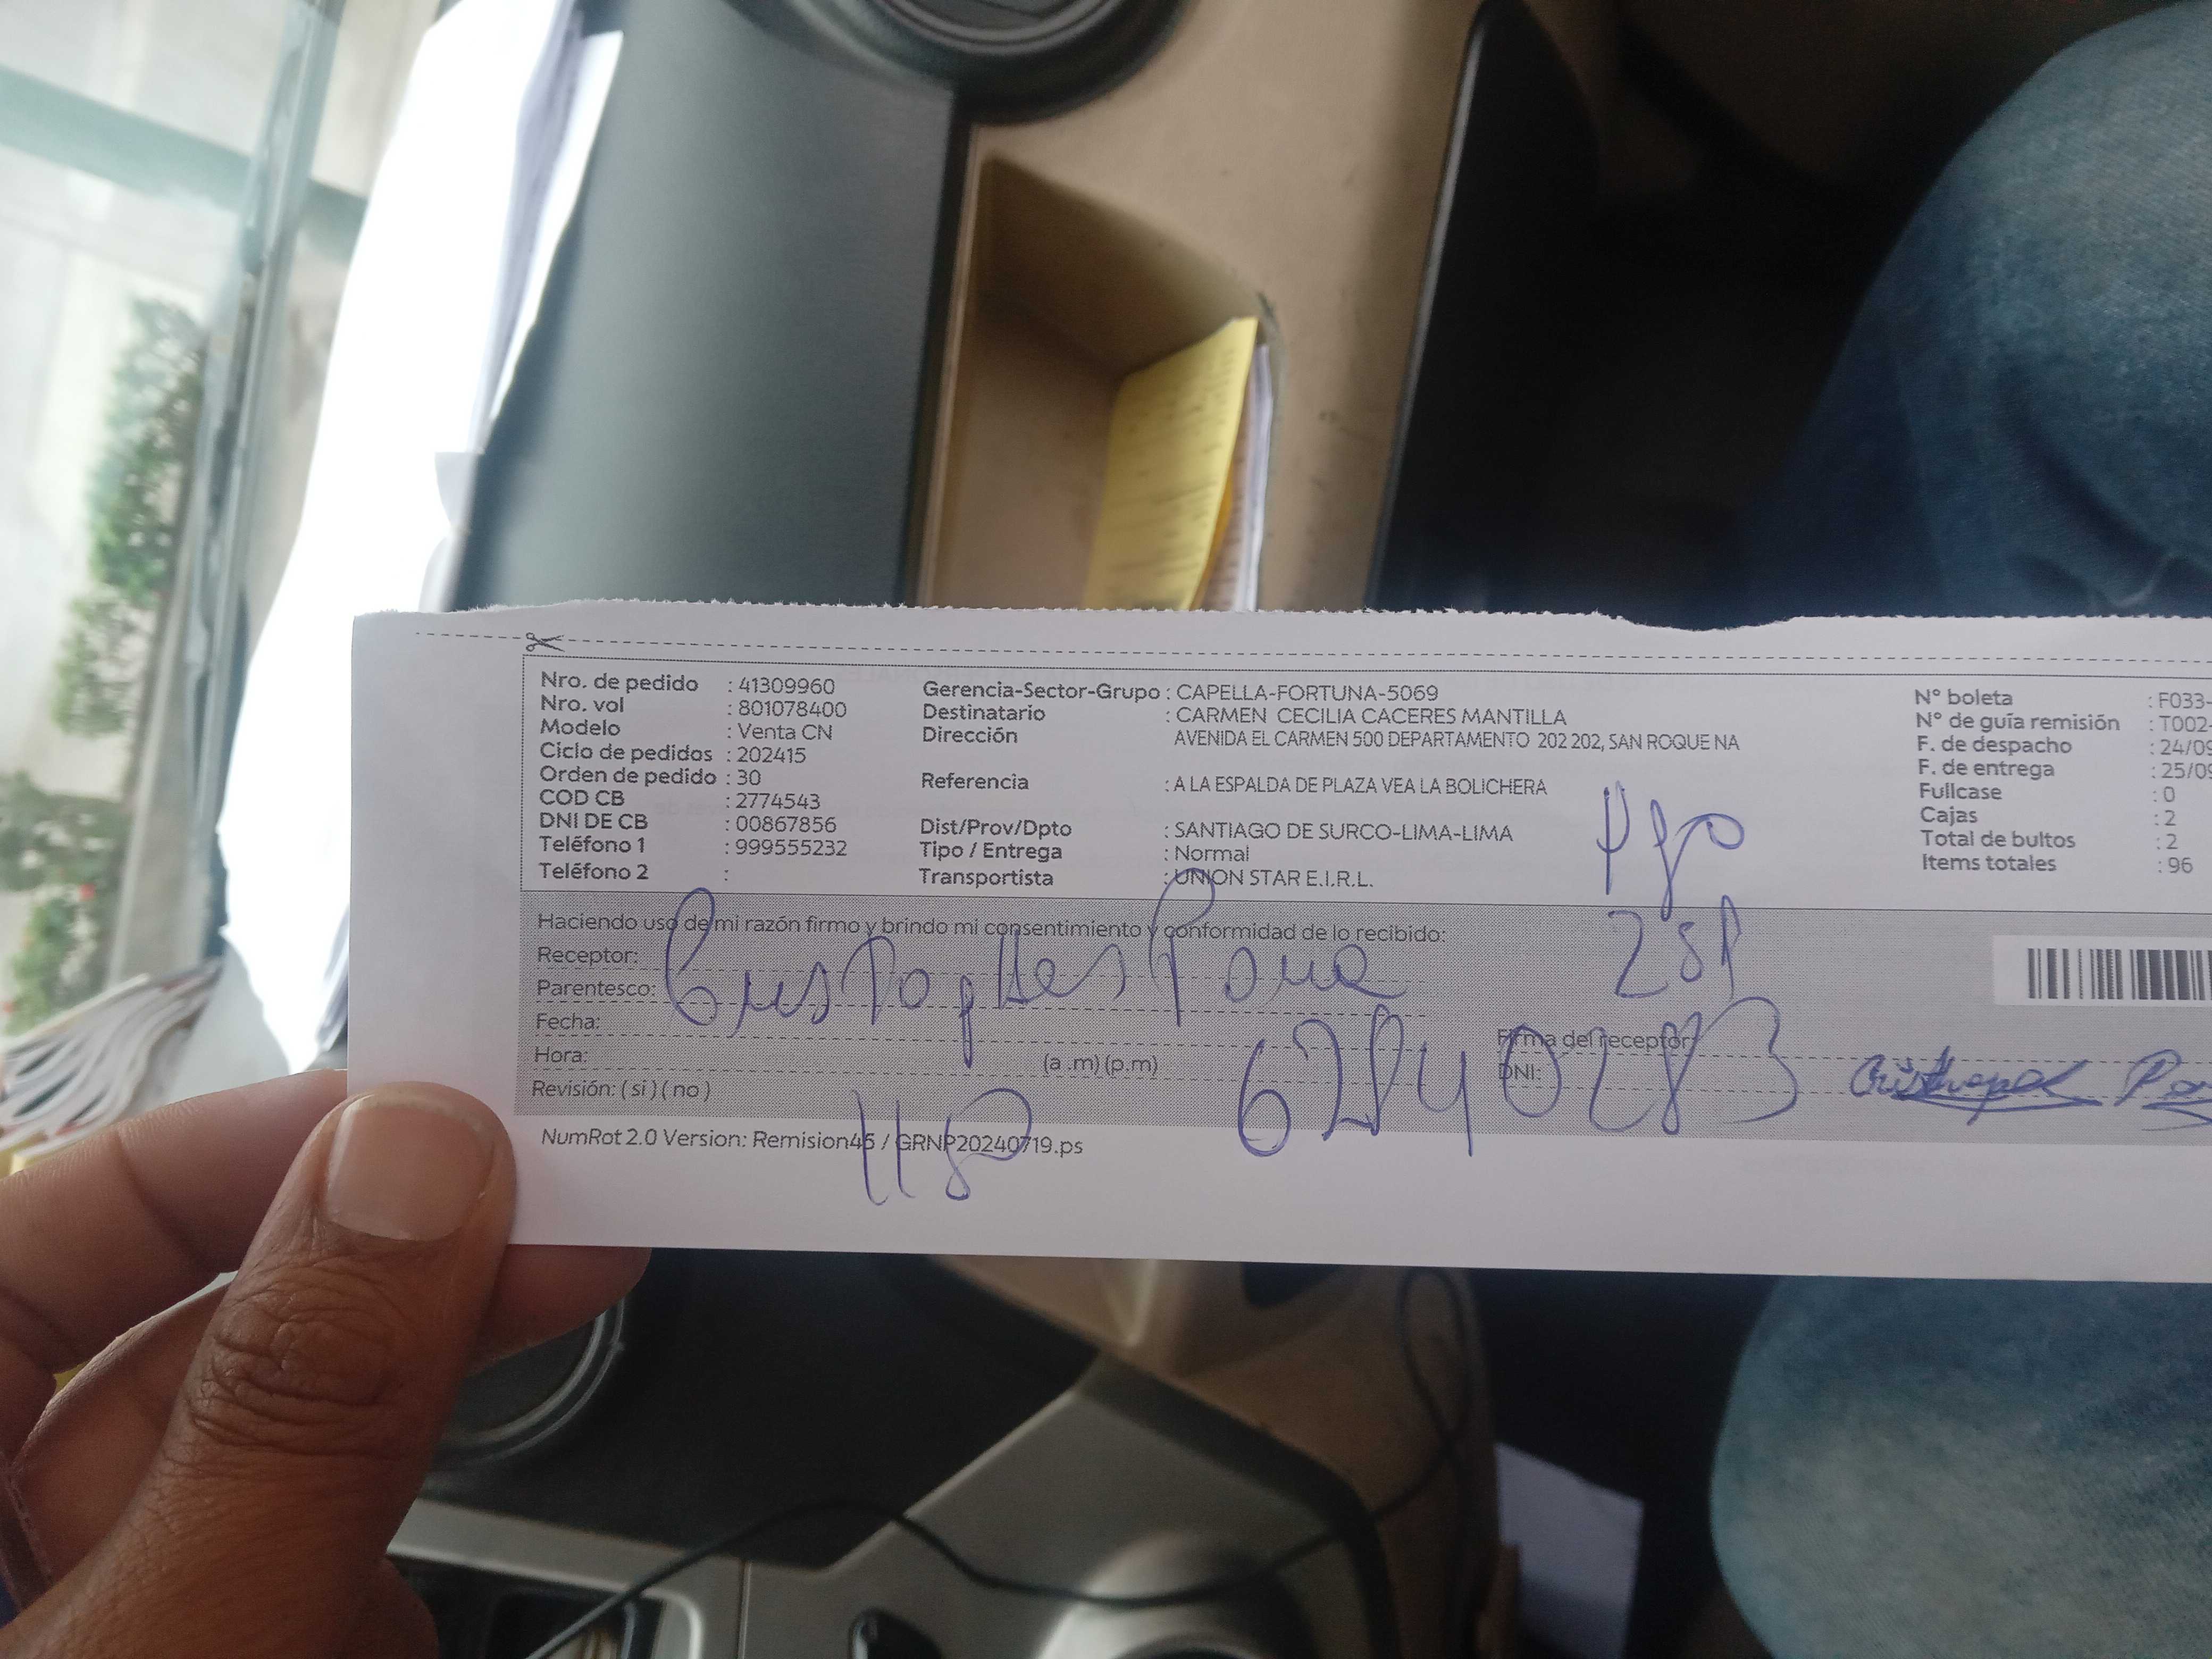 Nro. de pedido : 41309960
Nro. vol : 801078400
Modelo : Venta CN
Ciclo de pedidos : 202415
Orden de pedido : 30
COD CB : 2774543
DNI DE CB : 00867856
Teléfono 1 : 999555232
Teléfono 2 :
Gerencia-Sector-Grupo : CAPELLA-FORTUNA-5069
Destinatario : CARMEN CECILIA CACERES MANTILLA
Dirección AVENIDA EL CARMEN 500 DEPARTAMENTO 202 202, SAN ROQUE NA
Referencia : A LA ESPALDA DE PLAZA VEA LA BOLICHERA
Dist/Prov/Dpto : SANTIAGO DE SURCO-LIMA-LIMA
Tipo / Entrega : Normal
Transportista : UNION STAR E.I.R.L.
N° boleta : F033-
N° de guía remisión : T002-
F. de despacho : 24/09
F. de entrega : 25/09
Fullcase : 0
Cajas : 2
Total de bultos : 2
Items totales : 96
Haciendo uso de mi razón firmo y brindo mi consentimiento y conformidad de lo recibido:
Receptor:
Parentesco:
Fecha:
Hora: (a .m) (p.m)
Revisión: ( si ) ( no )
Firma del receptor
DNI:
NumRot 2.0 Version: Remision46 / GRNP20240719.ps